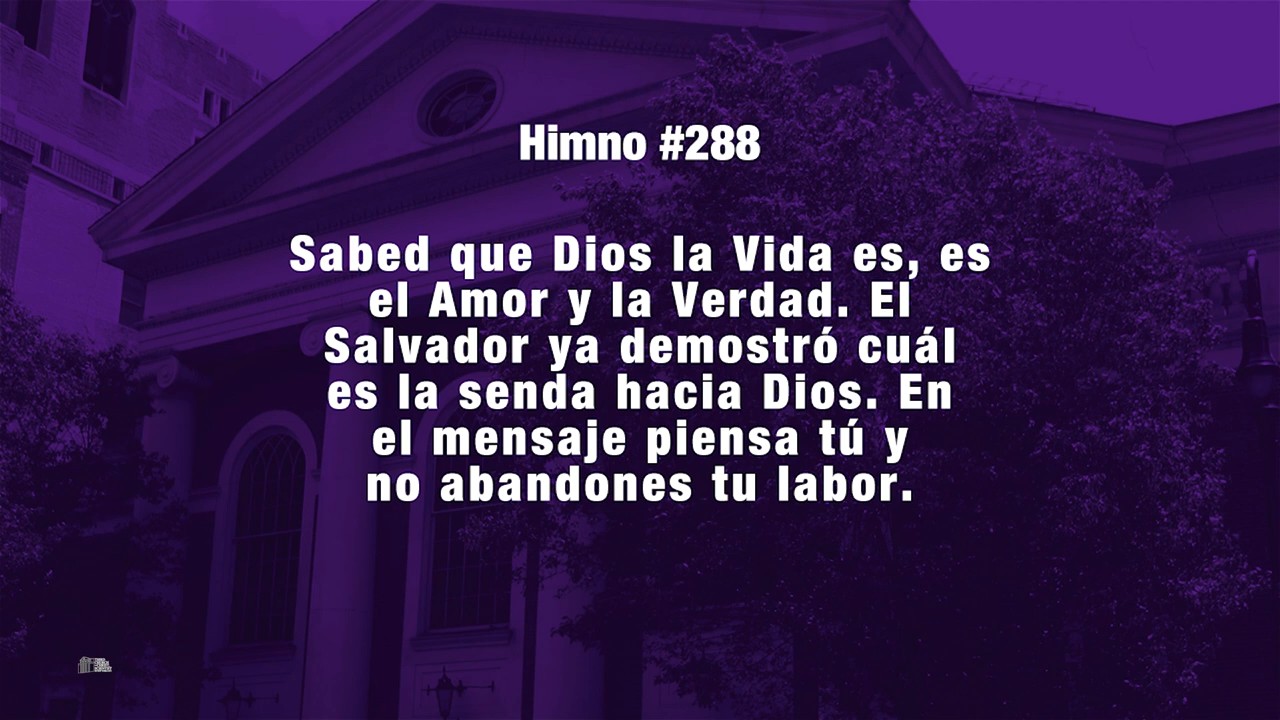 Himno #288
Sabed que Dios la Vida es, es
el Amor y la Verdad. El
Salvador ya demostró cuál
es la senda hacia Dios. En
el mensaje piensa tú y
no abandones tu labor.